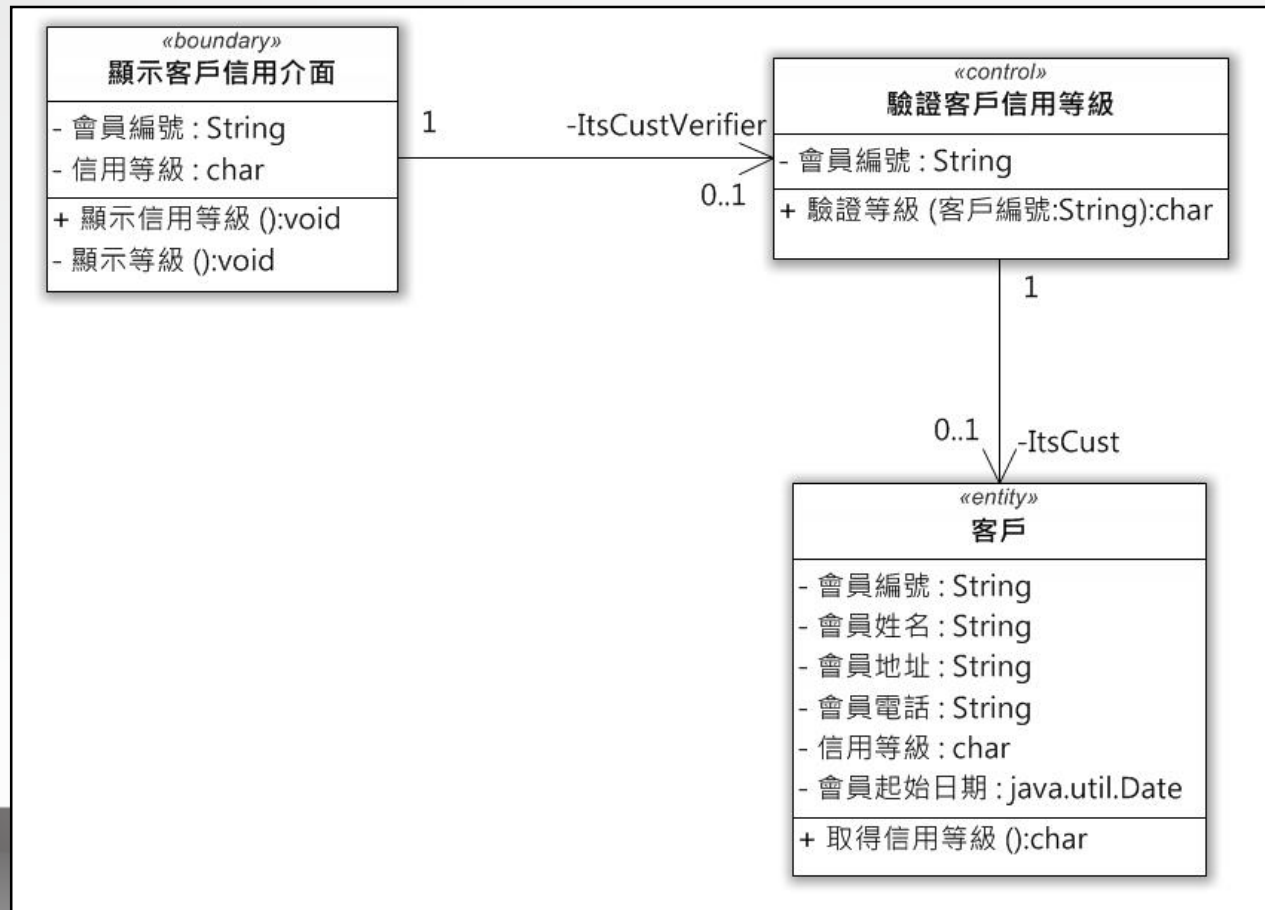 «boundary»
顯示客戶信用介面
- 會員編號 : String
- 信用等級 : char
+ 顯示信用等級 ():void
- 顯示等級 ():void
1
-ItsCustVerifier
0..1
«control»
驗證客戶信用等級
- 會員編號 : String
+ 驗證等級 (客戶編號:String):char
1
0..1
-ItsCust
«entity»
客戶
- 會員編號 : String
- 會員姓名 : String
- 會員地址 : String
- 會員電話 : String
- 信用等級 : char
- 會員起始日期 : java.util.Date
+ 取得信用等級 ():char